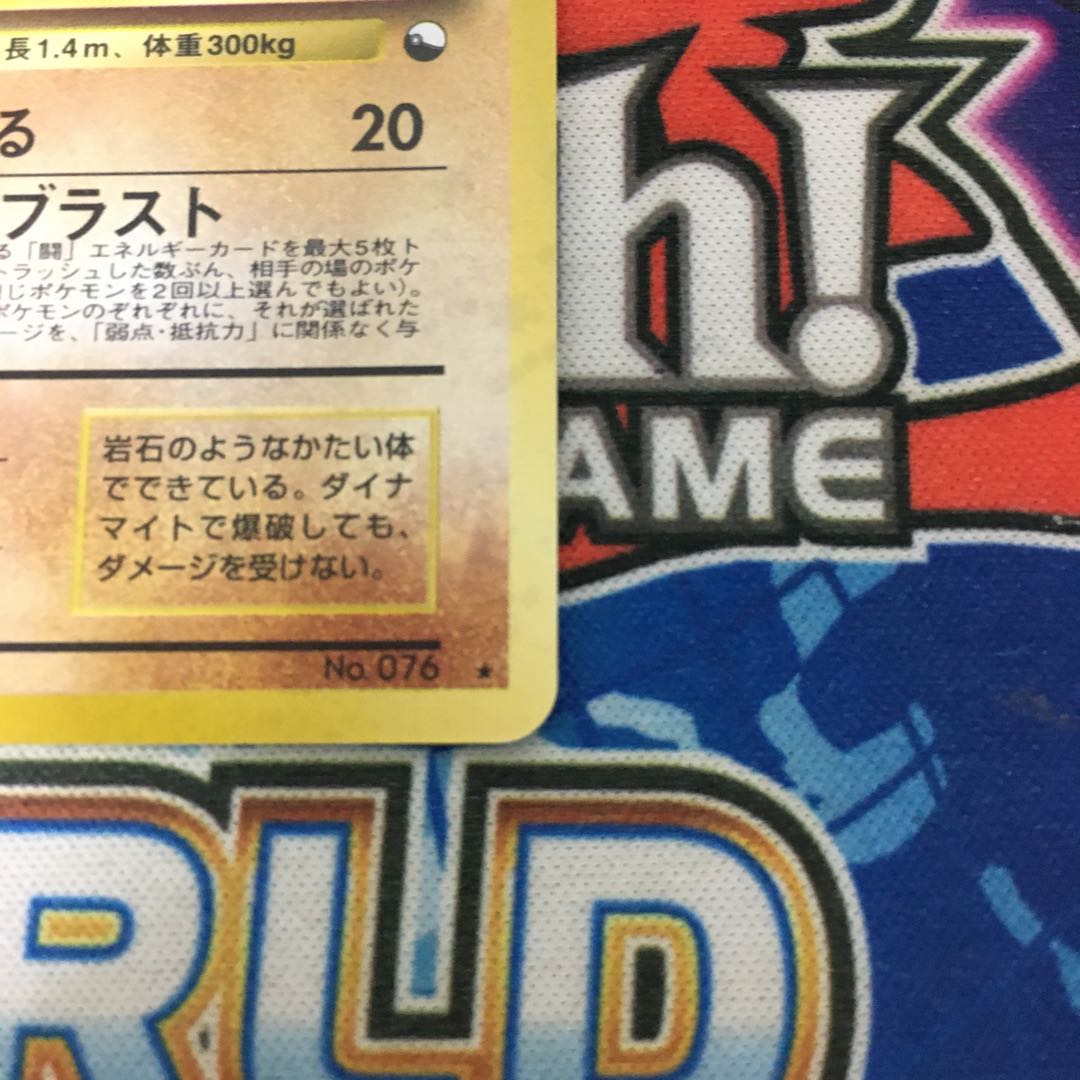 長1.4m、体重300kg
る 20
ブラスト
る「闘」エネルギーカードを最大5枚ト
トラッシュした数ぶん、相手の場のポケ
じポケモンを2回以上選んでもよい)。
ポケモンのぞれぞれに、それが選ばれた
ージを、「弱点・抵抗力」に関係なく与
岩石のようなかたい体
でできている。ダイナ
マイトで爆破しても、
ダメージを受けない。
No. 076 ★
h!
AME
RLD